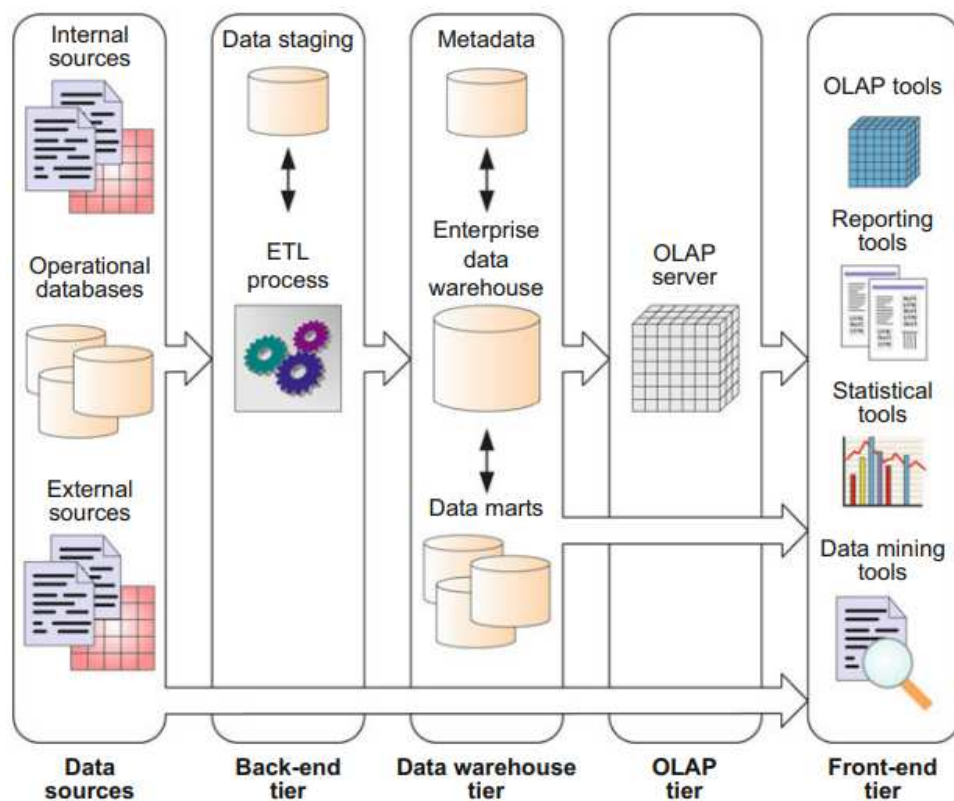 Internal
sources
Operational
databases
External
sources
Data
sources
Data staging
ETL
process
Back-end
tier
Metadata
Enterprise
data
warehouse
Data marts
Data warehouse
tier
OLAP
server
OLAP
tier
OLAP tools
Reporting
tools
Statistical
tools
Data mining
tools
Front-end
tier